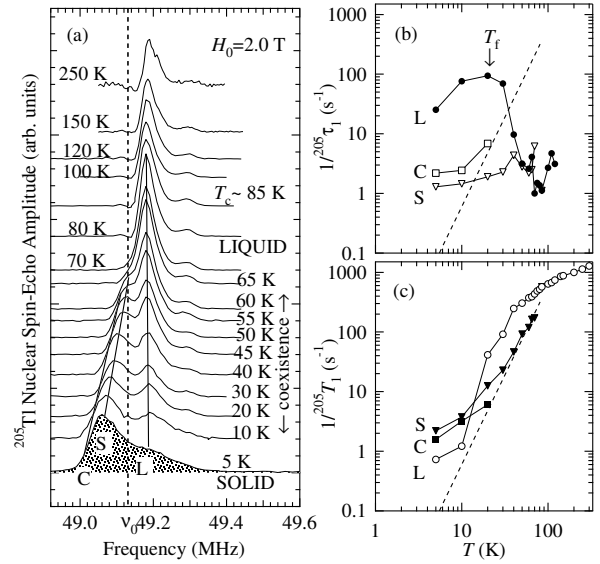 (a)
H0=2.0 T
250 K
150 K
120 K
100 K
Tc~ 85 K
80 K
LIQUID
70 K
65 K
60 K
55 K
50 K
45 K
40 K
30 K
20 K
10 K
5 K
SOLID
← coexistence →
S
L
C
205Tl Nuclear Spin-Echo Amplitude (arb. units)
49.0 ν0 49.2 49.4 49.6
Frequency (MHz)
(b)
Tf
↓
L
C
S
1000
100
10
1
0.1
1/205τ1 (s-1)
(c)
S
C
L
1000
100
10
1
0.1
1/205T1 (s-1)
1 10 100
T (K)